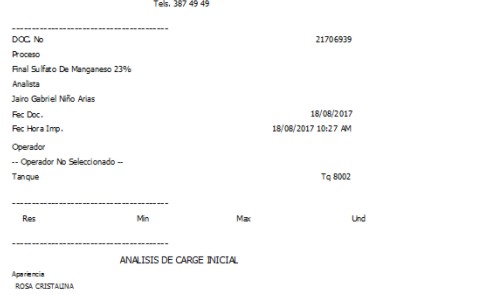 Tels. 387 49 49
----------------------------------------
DOC. No 21706939
Proceso
Final Sulfato De Manganeso 23%
Analista
Jairo Gabriel Niño Arias
Fec Doc. 18/08/2017
Fec Hora Imp. 18/08/2017 10:27 AM
Operador
-- Operador No Seleccionado --
Tanque Tq 8002
----------------------------------------
Res Min Max Und
----------------------------------------
ANALISIS DE CARGE INICIAL
Apariencia
ROSA CRISTALINA